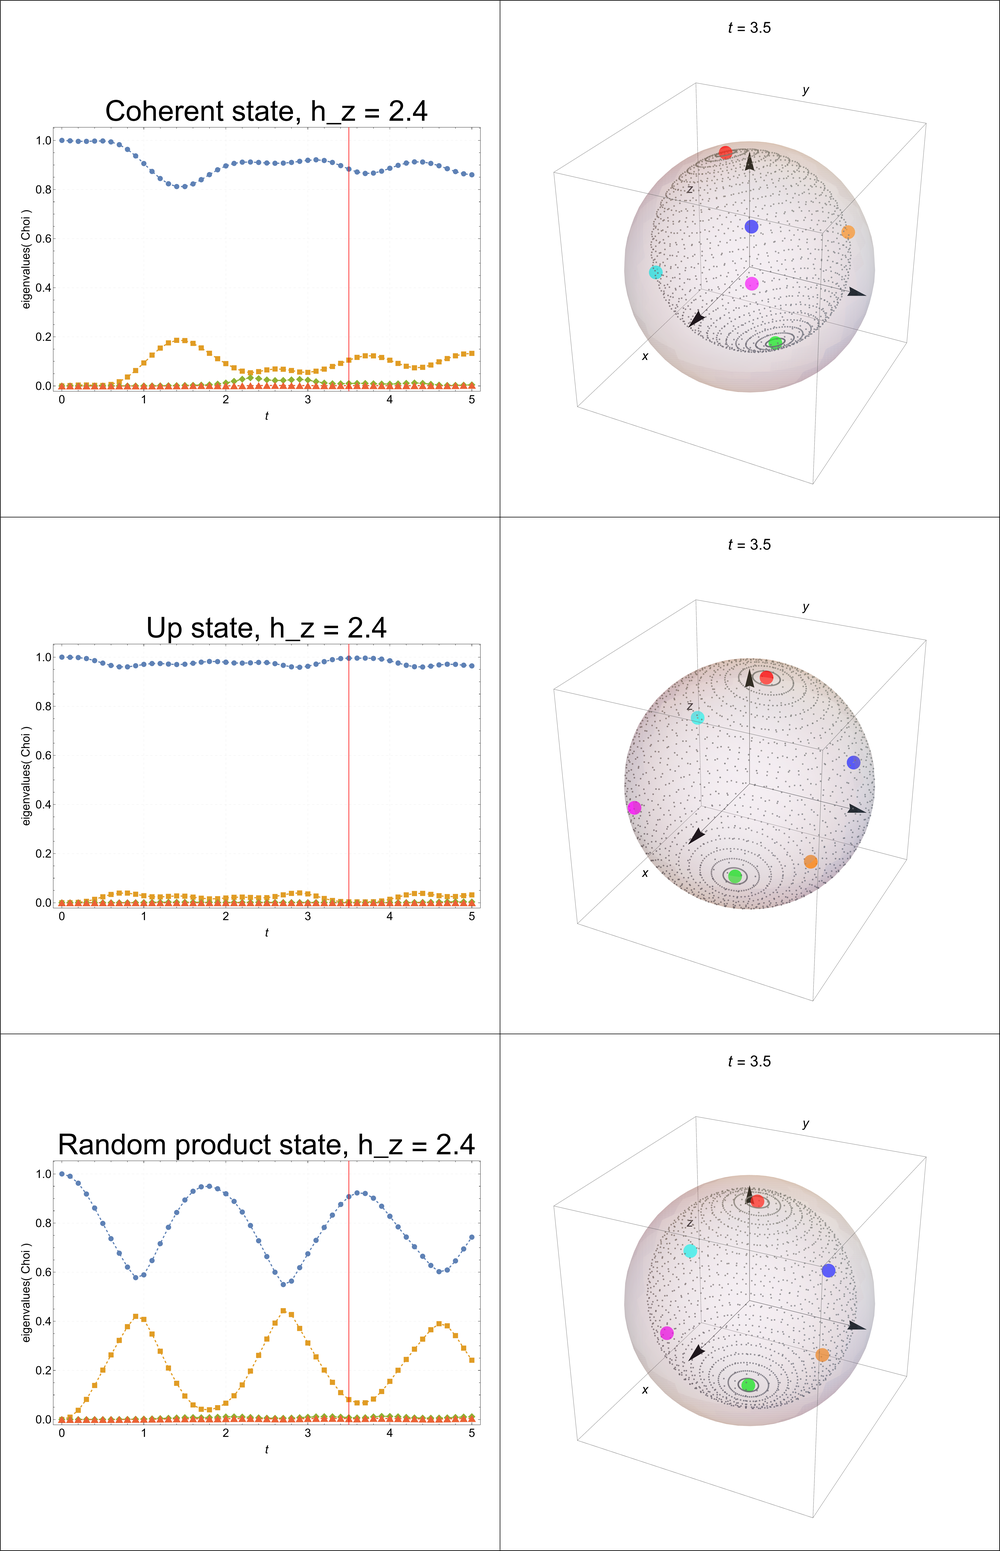 Coherent state, h_z = 2.4
eigenvalues( Choi )
1.0
0.8
0.6
0.4
0.2
0.0
0 1 2 3 4 5
t
t = 3.5
y
z
x
Up state, h_z = 2.4
eigenvalues( Choi )
1.0
0.8
0.6
0.4
0.2
0.0
0 1 2 3 4 5
t
t = 3.5
y
z
x
Random product state, h_z = 2.4
eigenvalues( Choi )
1.0
0.8
0.6
0.4
0.2
0.0
0 1 2 3 4 5
t
t = 3.5
y
z
x